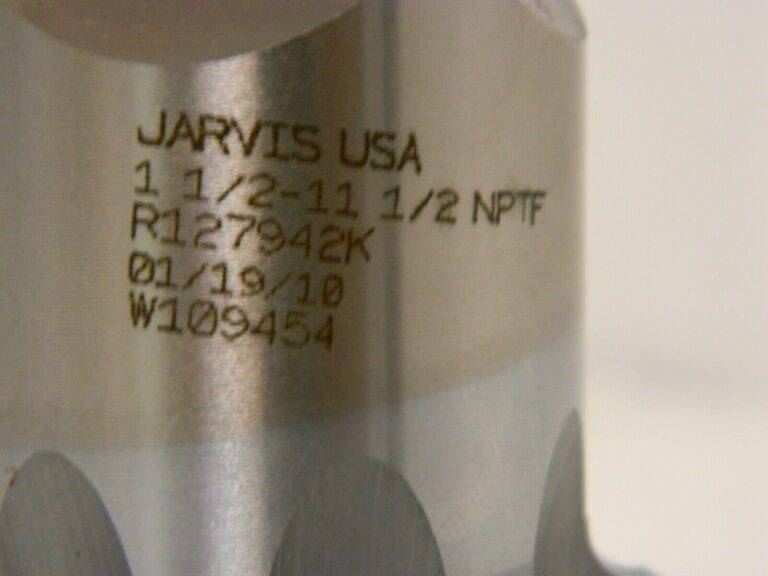 JARVIS USA
1 1/2-11 1/2 NPTF
R127942K
01/19/10
W109454